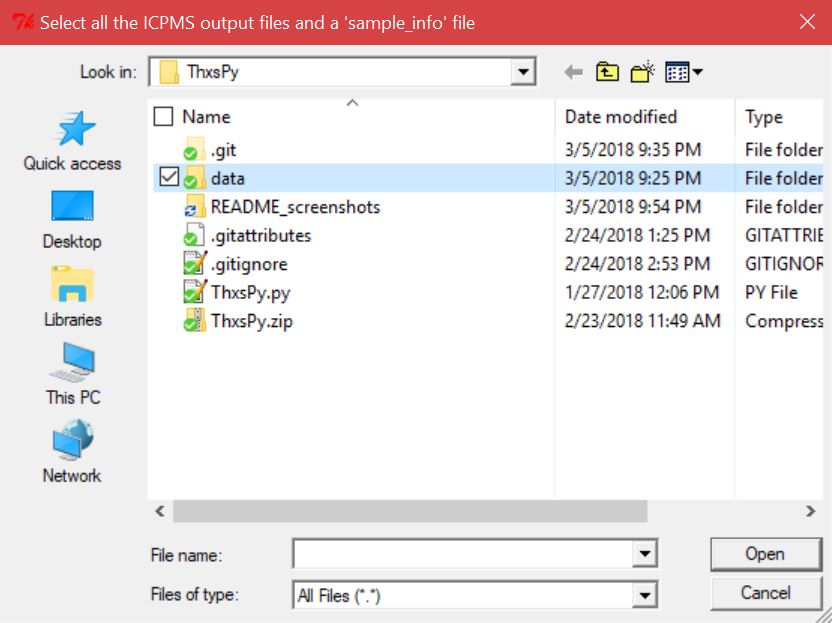 Select all the ICPMS output files and a 'sample_info' file
Look in: ThxsPy
Name Date modified Type
.git 3/5/2018 9:35 PM File folder
data 3/5/2018 9:25 PM File folder
README_screenshots 3/5/2018 9:54 PM File folder
.gitattributes 2/24/2018 1:25 PM GITATTRIE
.gitignore 2/24/2018 2:53 PM GITIGNOR
ThxsPy.py 1/27/2018 12:06 PM PY File
ThxsPy.zip 2/23/2018 11:49 AM Compress
Quick access
Desktop
Libraries
This PC
Network
File name: Open
Files of type: All Files (*.*) Cancel